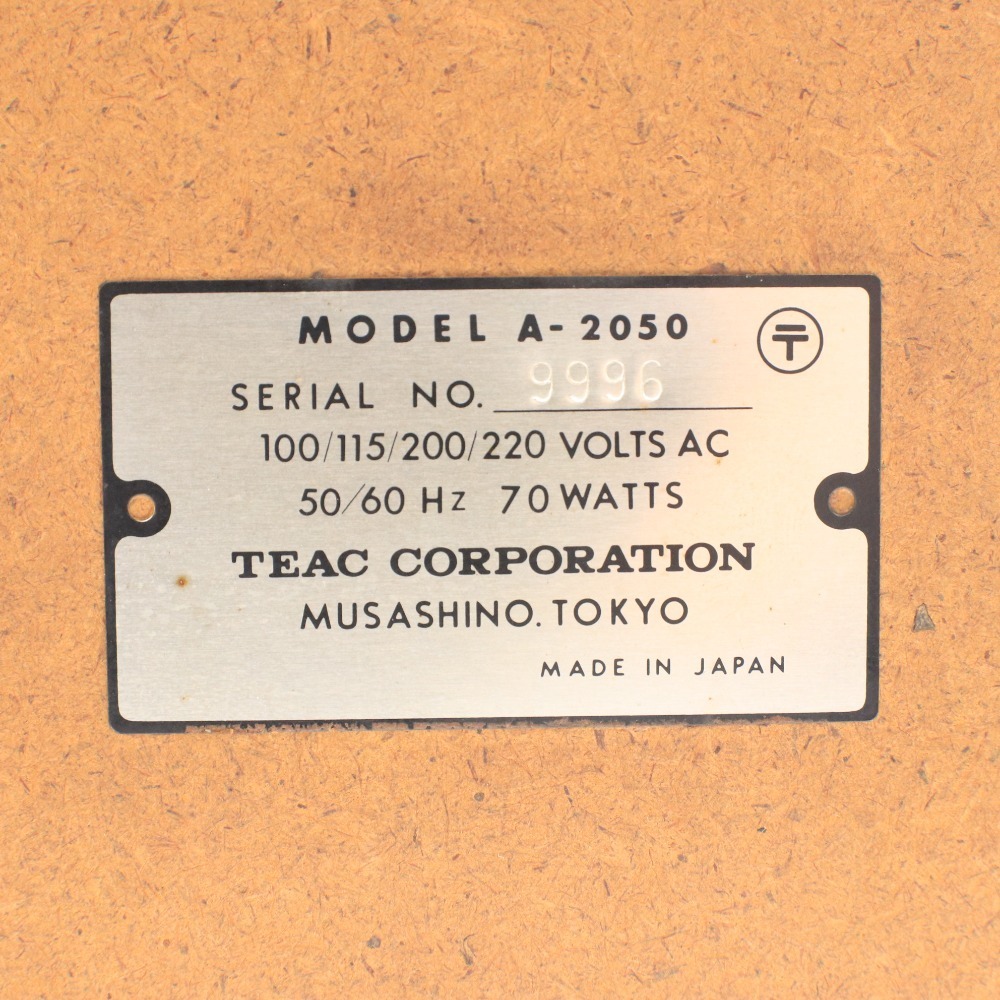 MODEL A-2050
〒
SERIAL NO. 9996
100/115/200/220 VOLTS AC
50/60 Hz 70 WATTS
TEAC CORPORATION
MUSASHINO. TOKYO
MADE IN JAPAN